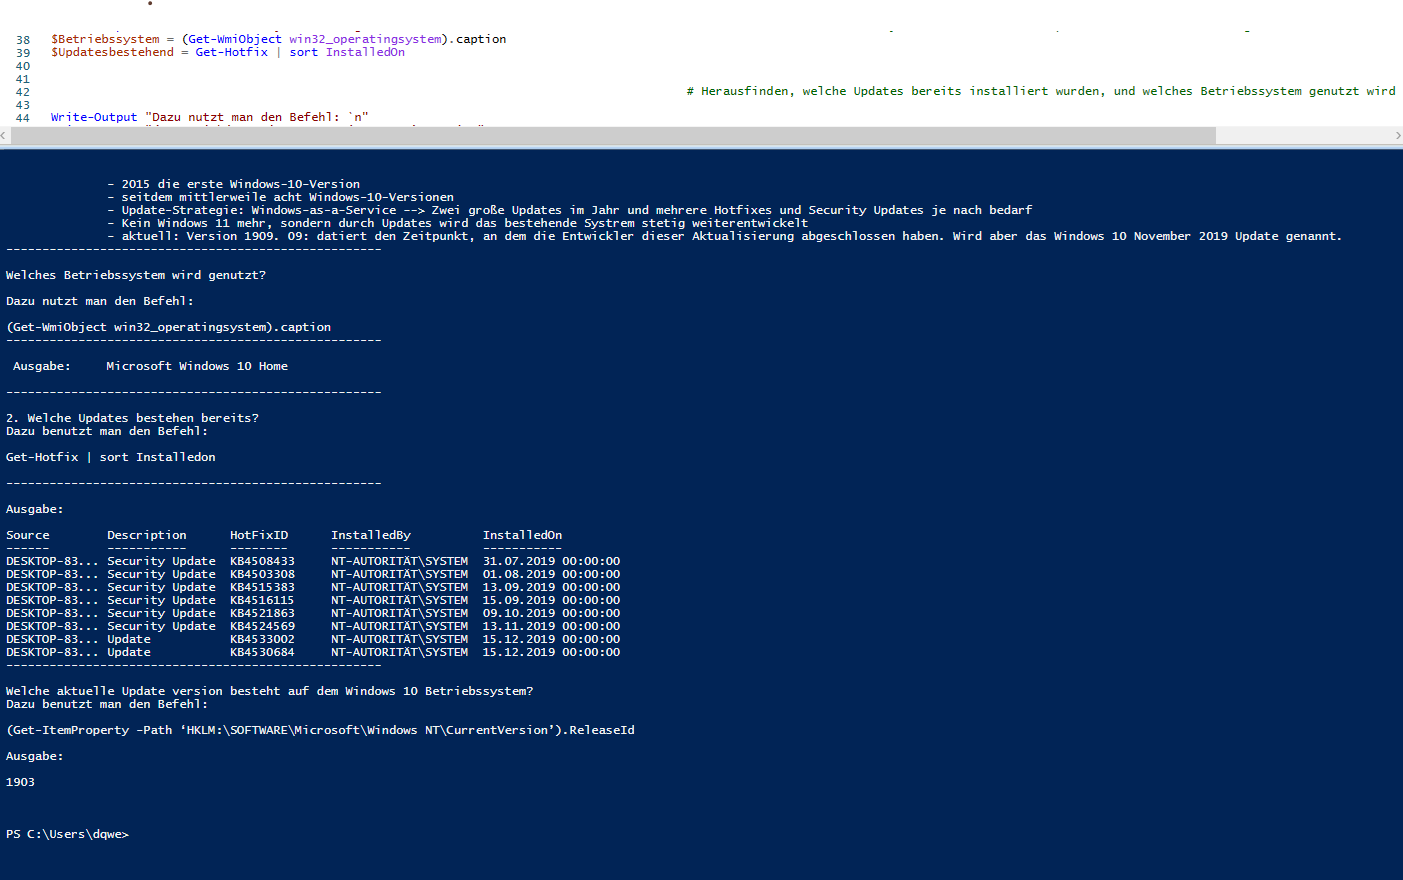 38 $Betriebssystem = (Get-WmiObject win32_operatingsystem).caption
39 $Updatesbestehend = Get-Hotfix | sort InstalledOn
40
41
42 # Herausfinden, welche Updates bereits installiert wurden, und welches Betriebssystem genutzt wird
43
44 Write-Output "Dazu nutzt man den Befehl: `n"
- 2015 die erste Windows-10-Version
- seitdem mittlerweile acht Windows-10-Versionen
- Update-Strategie: Windows-as-a-Service --> Zwei große Updates im Jahr und mehrere Hotfixes und Security Updates je nach bedarf
- Kein Windows 11 mehr, sondern durch Updates wird das bestehende Systrem stetig weiterentwickelt
- aktuell: Version 1909. 09: datiert den Zeitpunkt, an dem die Entwickler dieser Aktualisierung abgeschlossen haben. Wird aber das Windows 10 November 2019 Update genannt.
----------------------------------------------------
Welches Betriebssystem wird genutzt?
Dazu nutzt man den Befehl:
(Get-WmiObject win32_operatingsystem).caption
----------------------------------------------------
Ausgabe: Microsoft Windows 10 Home
----------------------------------------------------
2. Welche Updates bestehen bereits?
Dazu benutzt man den Befehl:
Get-Hotfix | sort Installedon
----------------------------------------------------
Ausgabe:
Source Description HotFixID InstalledBy InstalledOn
------ ----------- -------- ----------- -----------
DESKTOP-83... Security Update KB4508433 NT-AUTORITÄT\SYSTEM 31.07.2019 00:00:00
DESKTOP-83... Security Update KB4503308 NT-AUTORITÄT\SYSTEM 01.08.2019 00:00:00
DESKTOP-83... Security Update KB4515383 NT-AUTORITÄT\SYSTEM 13.09.2019 00:00:00
DESKTOP-83... Security Update KB4516115 NT-AUTORITÄT\SYSTEM 15.09.2019 00:00:00
DESKTOP-83... Security Update KB4521863 NT-AUTORITÄT\SYSTEM 09.10.2019 00:00:00
DESKTOP-83... Security Update KB4524569 NT-AUTORITÄT\SYSTEM 13.11.2019 00:00:00
DESKTOP-83... Update KB4533002 NT-AUTORITÄT\SYSTEM 15.12.2019 00:00:00
DESKTOP-83... Update KB4530684 NT-AUTORITÄT\SYSTEM 15.12.2019 00:00:00
----------------------------------------------------
Welche aktuelle Update version besteht auf dem Windows 10 Betriebssystem?
Dazu benutzt man den Befehl:
(Get-ItemProperty -Path ‘HKLM:\SOFTWARE\Microsoft\Windows NT\CurrentVersion’).ReleaseId
Ausgabe:
1903
PS C:\Users\dqwe>